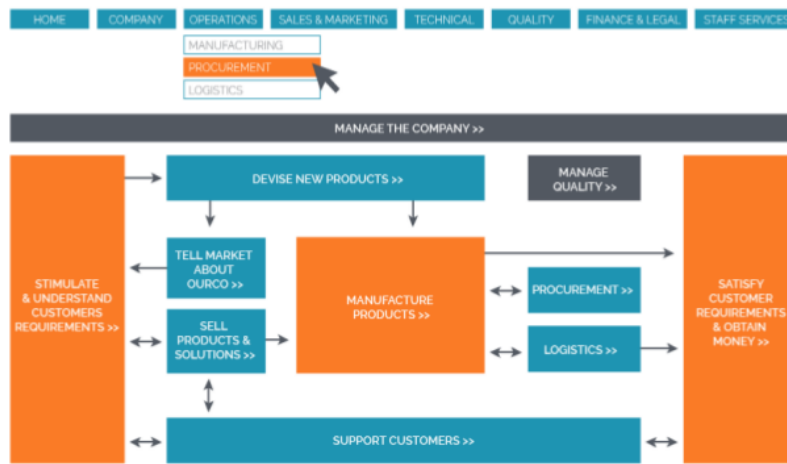 HOME
COMPANY
OPERATIONS
SALES & MARKETING
TECHNICAL
QUALITY
FINANCE & LEGAL
STAFF SERVICES
MANUFACTURING
PROCUREMENT
LOGISTICS
MANAGE THE COMPANY >>
DEVISE NEW PRODUCTS >>
MANAGE
QUALITY >>
STIMULATE
& UNDERSTAND
CUSTOMERS
REQUIREMENTS >>
TELL MARKET
ABOUT
OURCO >>
SELL
PRODUCTS &
SOLUTIONS >>
MANUFACTURE
PRODUCTS >>
PROCUREMENT >>
LOGISTICS >>
SATISFY
CUSTOMER
REQUIREMENTS
& OBTAIN
MONEY >>
SUPPORT CUSTOMERS >>